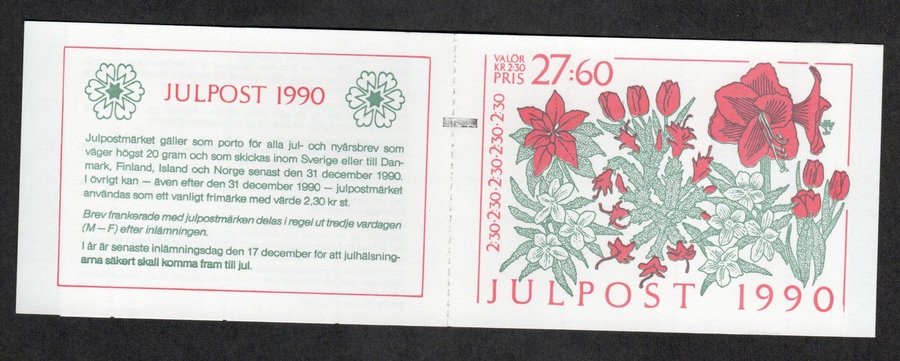 JULPOST 1990
Julpostmärket gäller som porto för alla jul- och nyårsbrev som
väger högst 20 gram och som skickas inom Sverige eller till Dan-
mark, Finland, Island och Norge senast den 31 december 1990.
I övrigt kan — även efter den 31 december 1990 — julpostmärket
användas som ett vanligt frimärke med värde 2,30 kr st.
Brev frankerade med julpostmärken delas i regel ut tredje vardagen
(M – F) efter inlämningen.
I år är senaste inlämningsdag den 17 december för att julhälsning-
arna säkert skall komma fram till jul.
VALÖR
KR 2·30
PRIS 27:60
2·30·2·30·2·30·2·30·2·30
JULPOST 1990